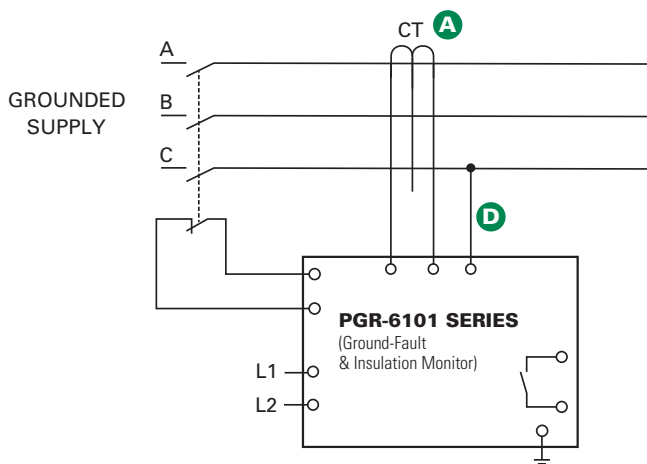 CT A
A
GROUNDED
SUPPLY
B
C
D
PGR-6101 SERIES
(Ground-Fault
& Insulation Monitor)
L1
L2